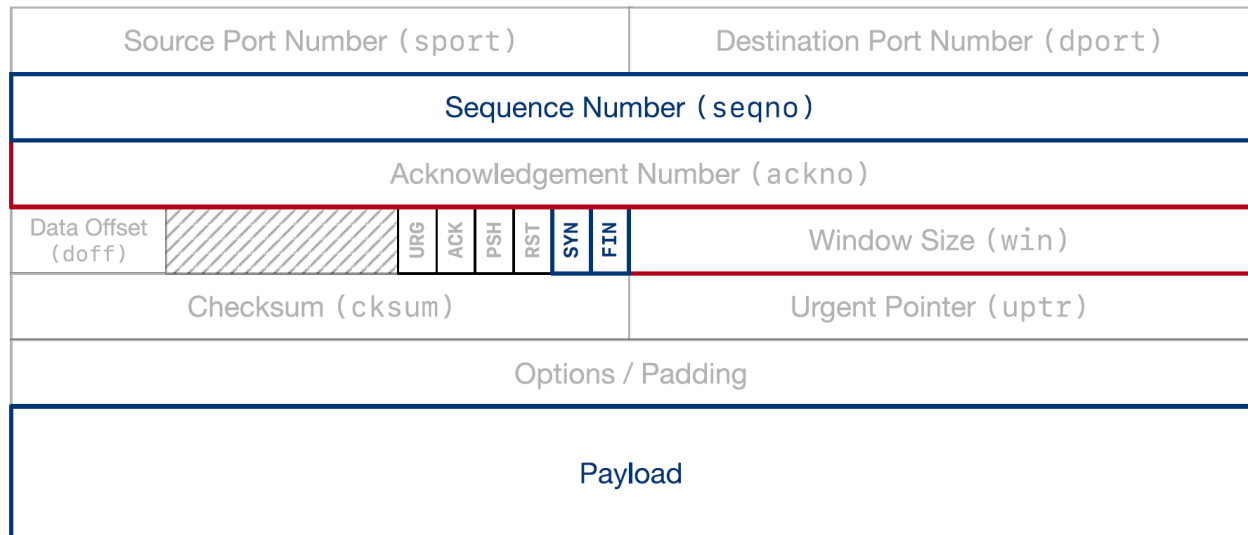 Source Port Number (sport)
Destination Port Number (dport)
Sequence Number (seqno)
Acknowledgement Number (ackno)
Data Offset
(doff)
URG
ACK
PSH
RST
SYN
FIN
Window Size (win)
Checksum (cksum)
Urgent Pointer (uptr)
Options / Padding
Payload